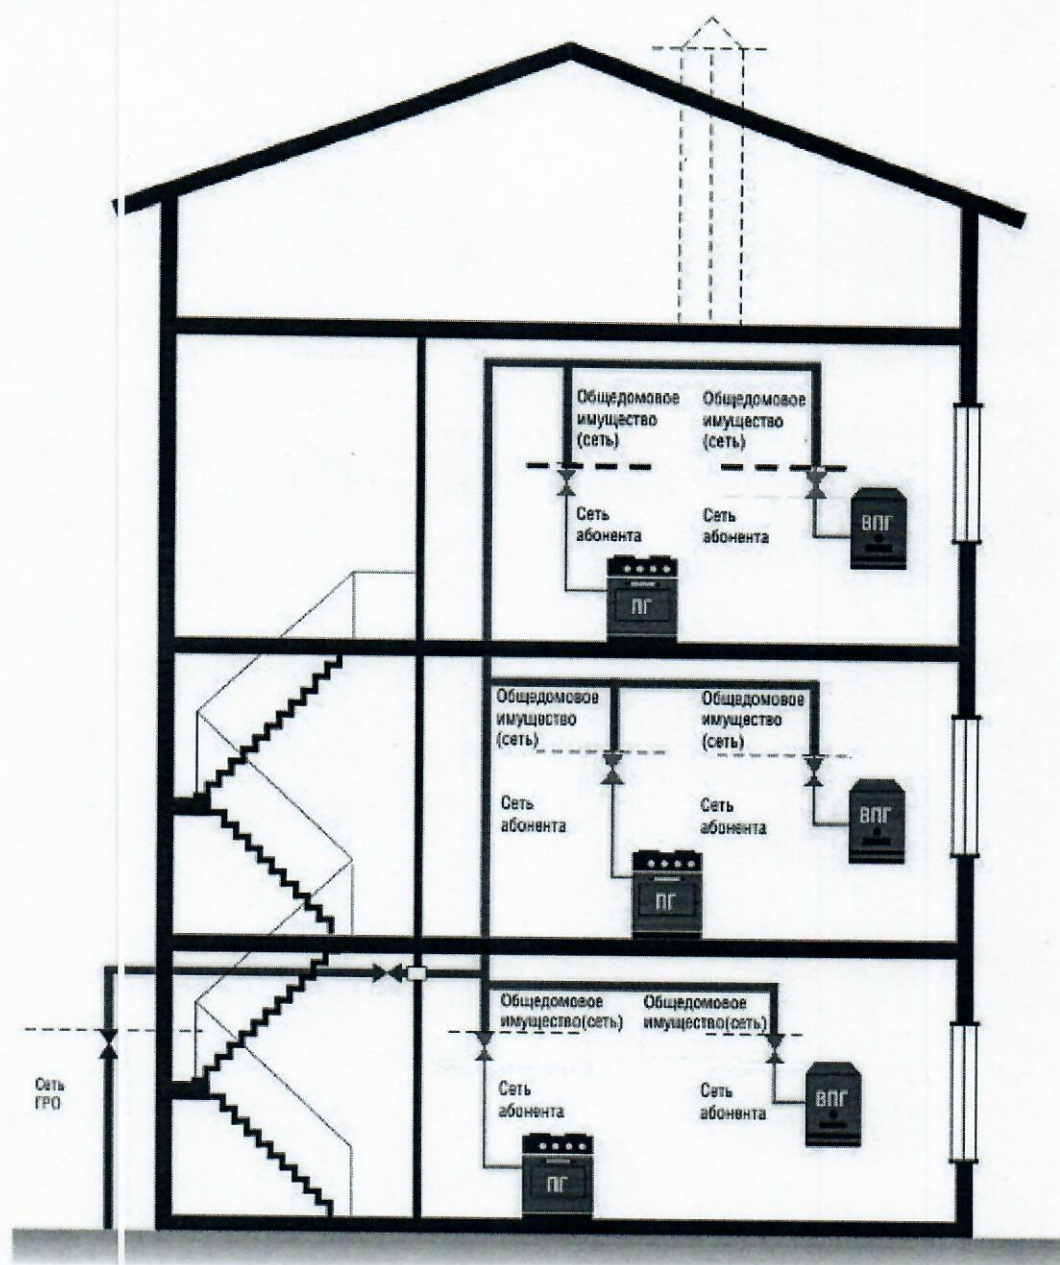 Общедомовое
имущество
(сеть)
Общедомовое
имущество
(сеть)
Сеть
абонента
Сеть
абонента
ВПГ
ПГ
Общедомовое
имущество
(сеть)
Общедомовое
имущество
(сеть)
Сеть
абонента
Сеть
абонента
ВПГ
ПГ
Общедомовое
имущество(сеть)
Общедомовое
имущество(сеть)
Сеть
ГРО
Сеть
абонента
Сеть
абонента
ВПГ
ПГ